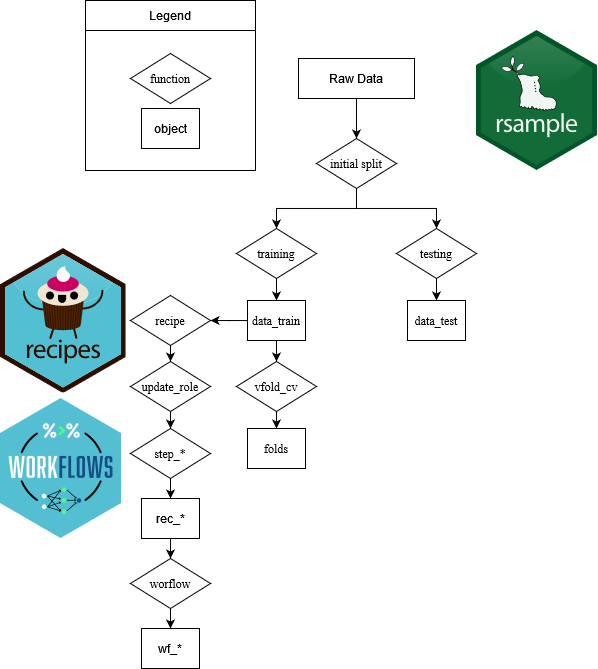 Legend
function
object
Raw Data
rsample
initial split
training
testing
recipe
data_train
data_test
recipes
update_role
vfold_cv
%>%
WORKFLOWS
step_*
folds
rec_*
worflow
wf_*